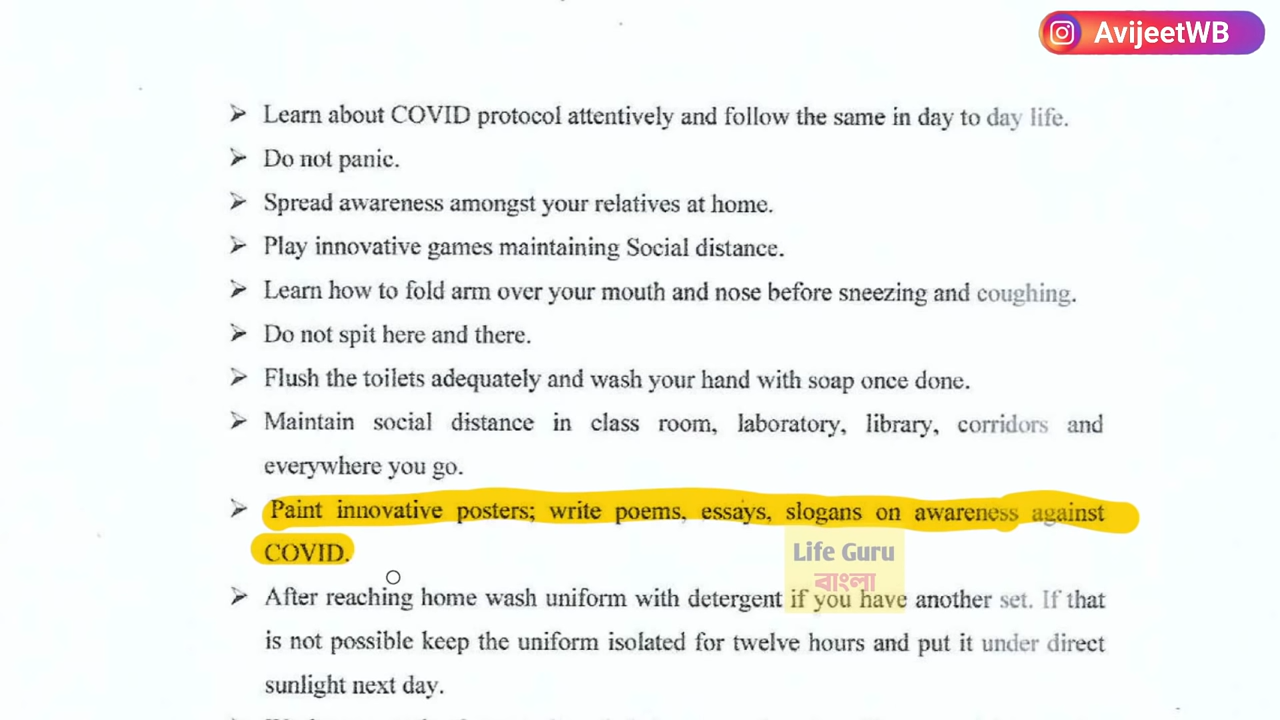 AvijeetWB
➢ Learn about COVID protocol attentively and follow the same in day to day life.
➢ Do not panic.
➢ Spread awareness amongst your relatives at home.
➢ Play innovative games maintaining Social distance.
➢ Learn how to fold arm over your mouth and nose before sneezing and coughing.
➢ Do not spit here and there.
➢ Flush the toilets adequately and wash your hand with soap once done.
➢ Maintain social distance in class room, laboratory, library, corridors and
everywhere you go.
➢ Paint innovative posters; write poems, essays, slogans on awareness against
COVID.
Life Guru
বাংলা
➢ After reaching home wash uniform with detergent if you have another set. If that
is not possible keep the uniform isolated for twelve hours and put it under direct
sunlight next day.